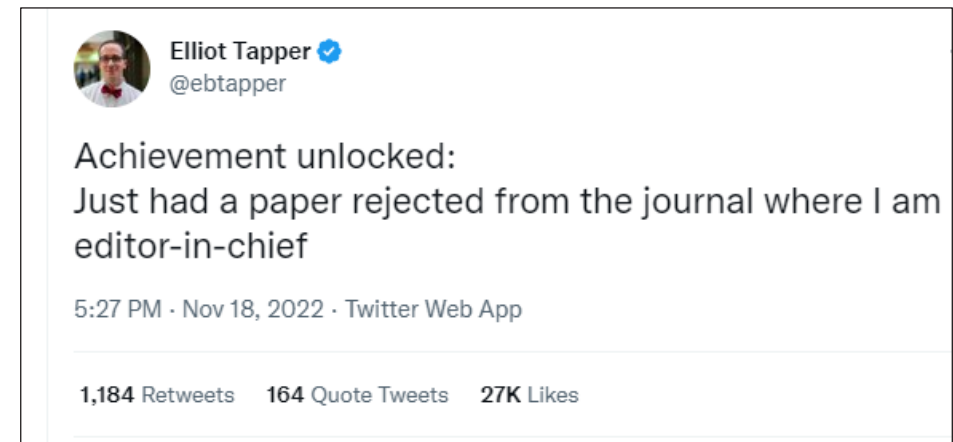 Elliot Tapper
@ebtapper
Achievement unlocked:
Just had a paper rejected from the journal where I am
editor-in-chief
5:27 PM · Nov 18, 2022 · Twitter Web App
1,184 Retweets 164 Quote Tweets 27K Likes